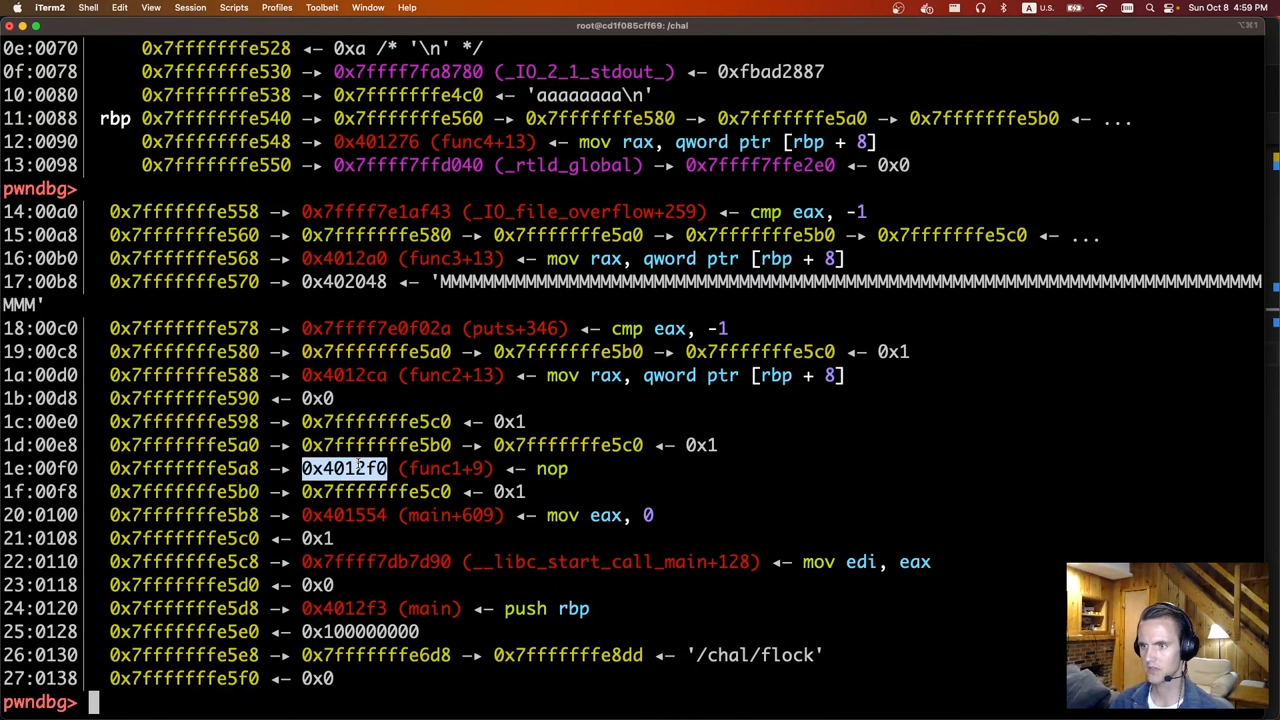 iTerm2 Shell Edit View Session Scripts Profiles Toolbelt Window Help A U.S. Sun Oct 8 4:59 PM
root@cd1f085cff69: /chal ⌥⌘1
0e:0070│ 0x7fffffffe528 ◂— 0xa /* '\n' */
0f:0078│ 0x7fffffffe530 —▸ 0x7ffff7fa8780 (_IO_2_1_stdout_) ◂— 0xfbad2887
10:0080│ 0x7fffffffe538 —▸ 0x7fffffffe4c0 ◂— 'aaaaaaaa\n'
11:0088│ rbp 0x7fffffffe540 —▸ 0x7fffffffe560 —▸ 0x7fffffffe580 —▸ 0x7fffffffe5a0 —▸ 0x7fffffffe5b0 ◂— ...
12:0090│ 0x7fffffffe548 —▸ 0x401276 (func4+13) ◂— mov rax, qword ptr [rbp + 8]
13:0098│ 0x7fffffffe550 —▸ 0x7ffff7ffd040 (_rtld_global) —▸ 0x7ffff7ffe2e0 ◂— 0x0
pwndbg>
14:00a0│ 0x7fffffffe558 —▸ 0x7ffff7e1af43 (_IO_file_overflow+259) ◂— cmp eax, -1
15:00a8│ 0x7fffffffe560 —▸ 0x7fffffffe580 —▸ 0x7fffffffe5a0 —▸ 0x7fffffffe5b0 —▸ 0x7fffffffe5c0 ◂— ...
16:00b0│ 0x7fffffffe568 —▸ 0x4012a0 (func3+13) ◂— mov rax, qword ptr [rbp + 8]
17:00b8│ 0x7fffffffe570 —▸ 0x402048 ◂— 'MMMMMMMMMMMMMMMMMMMMMMMMMMMMMMMMMMMMMMMMMMMMMMMMMMMMMMMMMMMMMMMMMMMMMMMMMMMMM
MMM'
18:00c0│ 0x7fffffffe578 —▸ 0x7ffff7e0f02a (puts+346) ◂— cmp eax, -1
19:00c8│ 0x7fffffffe580 —▸ 0x7fffffffe5a0 —▸ 0x7fffffffe5b0 —▸ 0x7fffffffe5c0 ◂— 0x1
1a:00d0│ 0x7fffffffe588 —▸ 0x4012ca (func2+13) ◂— mov rax, qword ptr [rbp + 8]
1b:00d8│ 0x7fffffffe590 ◂— 0x0
1c:00e0│ 0x7fffffffe598 —▸ 0x7fffffffe5c0 ◂— 0x1
1d:00e8│ 0x7fffffffe5a0 —▸ 0x7fffffffe5b0 —▸ 0x7fffffffe5c0 ◂— 0x1
1e:00f0│ 0x7fffffffe5a8 —▸ 0x4012f0 (func1+9) ◂— nop
1f:00f8│ 0x7fffffffe5b0 —▸ 0x7fffffffe5c0 ◂— 0x1
20:0100│ 0x7fffffffe5b8 —▸ 0x401554 (main+609) ◂— mov eax, 0
21:0108│ 0x7fffffffe5c0 ◂— 0x1
22:0110│ 0x7fffffffe5c8 —▸ 0x7ffff7db7d90 (__libc_start_call_main+128) ◂— mov edi, eax
23:0118│ 0x7fffffffe5d0 ◂— 0x0
24:0120│ 0x7fffffffe5d8 —▸ 0x4012f3 (main) ◂— push rbp
25:0128│ 0x7fffffffe5e0 ◂— 0x100000000
26:0130│ 0x7fffffffe5e8 —▸ 0x7fffffffe6d8 —▸ 0x7fffffffe8dd ◂— '/chal/flock'
27:0138│ 0x7fffffffe5f0 ◂— 0x0
pwndbg>